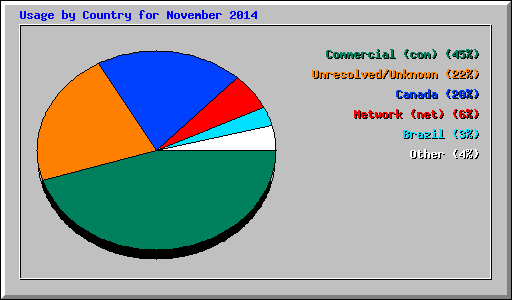 Usage by Country for November 2014
Commercial (com) (45%)
Unresolved/Unknown (22%)
Canada (20%)
Network (net) (6%)
Brazil (3%)
Other (4%)